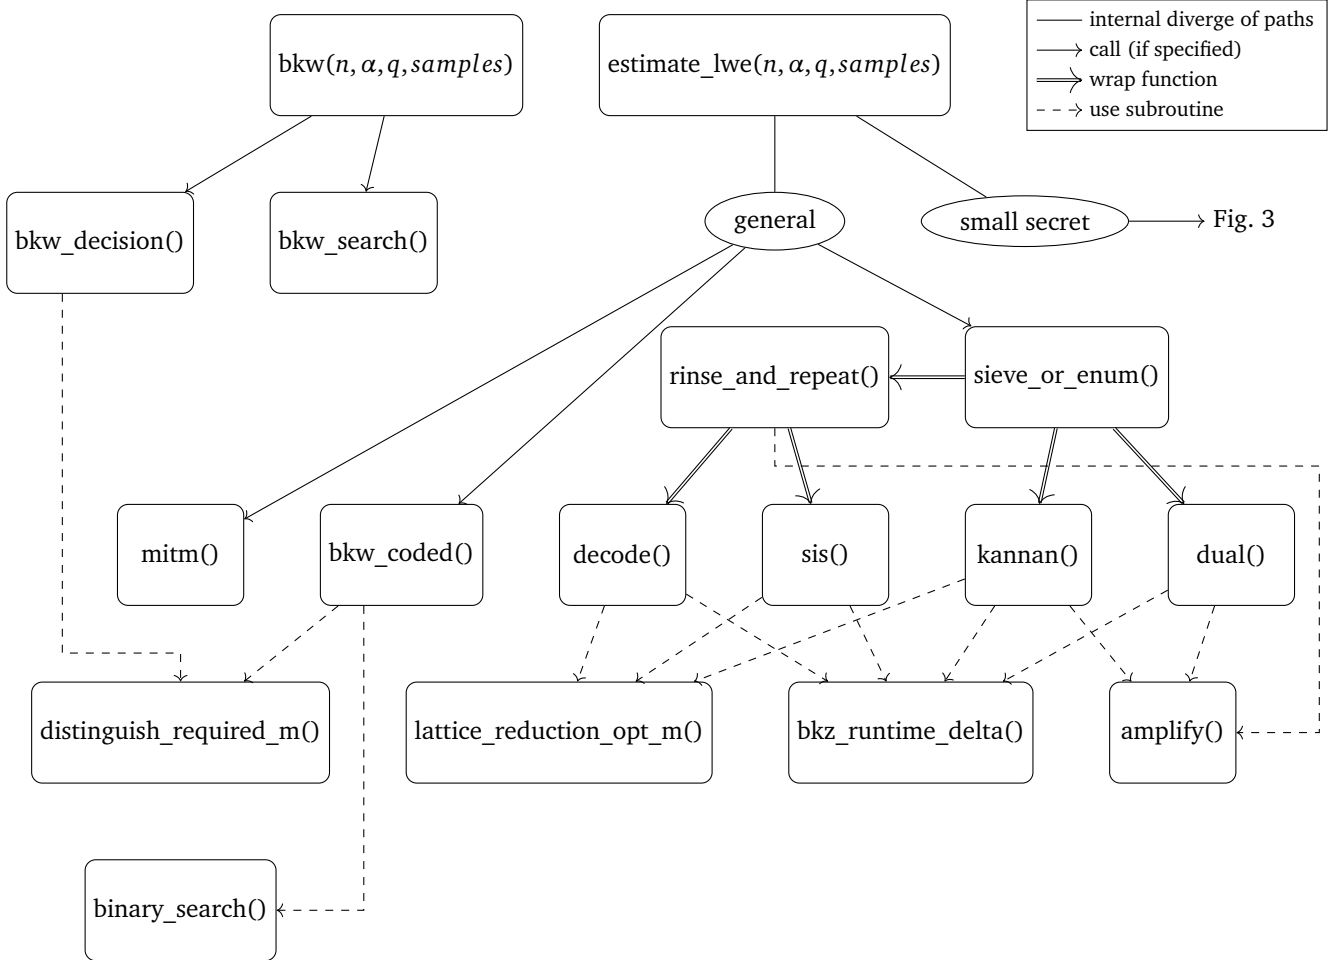 bkw(n, α, q, samples)
estimate_lwe(n, α, q, samples)
internal diverge of paths
call (if specified)
wrap function
use subroutine
bkw_decision()
bkw_search()
general
small secret
Fig. 3
rinse_and_repeat()
sieve_or_enum()
mitm()
bkw_coded()
decode()
sis()
kannan()
dual()
distinguish_required_m()
lattice_reduction_opt_m()
bkz_runtime_delta()
amplify()
binary_search()